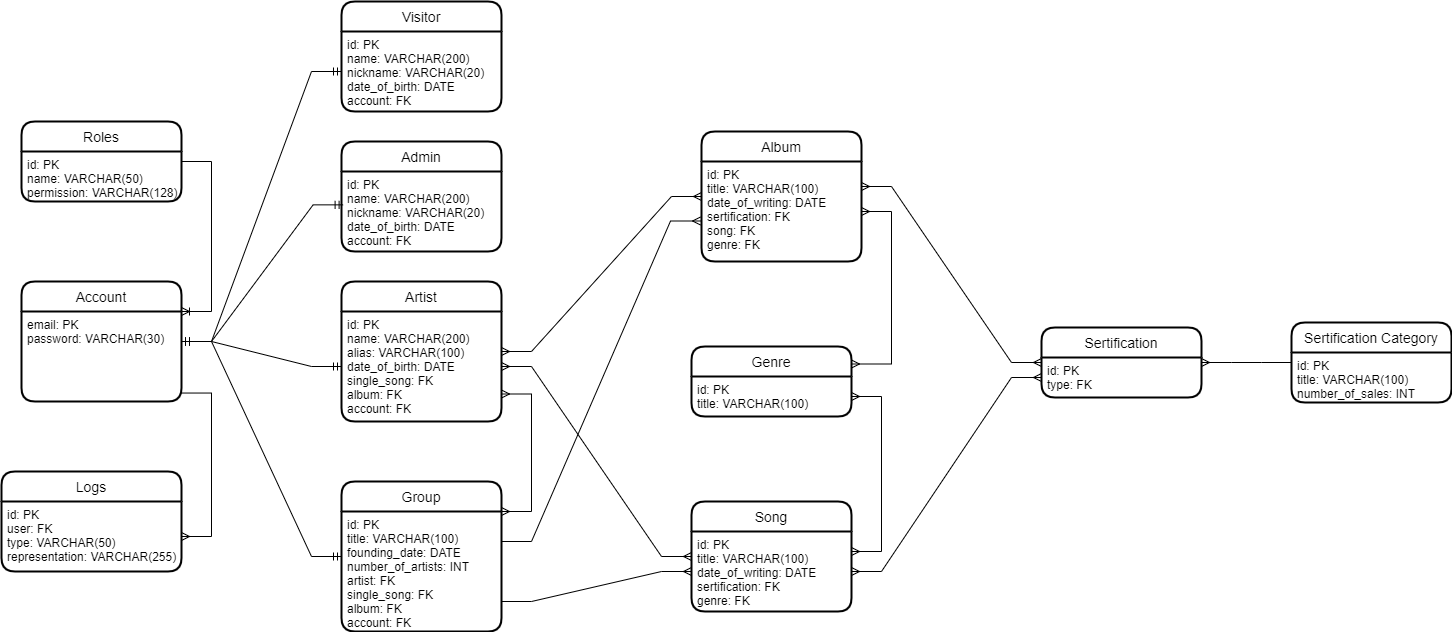 Visitor
id: PK
name: VARCHAR(200)
nickname: VARCHAR(20)
date_of_birth: DATE
account: FK
Roles
id: PK
name: VARCHAR(50)
permission: VARCHAR(128)
Admin
id: PK
name: VARCHAR(200)
nickname: VARCHAR(20)
date_of_birth: DATE
account: FK
Album
id: PK
title: VARCHAR(100)
date_of_writing: DATE
sertification: FK
song: FK
genre: FK
Account
email: PK
password: VARCHAR(30)
Artist
id: PK
name: VARCHAR(200)
alias: VARCHAR(100)
date_of_birth: DATE
single_song: FK
album: FK
account: FK
Genre
id: PK
title: VARCHAR(100)
Sertification
id: PK
type: FK
Sertification Category
id: PK
title: VARCHAR(100)
number_of_sales: INT
Logs
id: PK
user: FK
type: VARCHAR(50)
representation: VARCHAR(255)
Group
id: PK
title: VARCHAR(100)
founding_date: DATE
number_of_artists: INT
artist: FK
single_song: FK
album: FK
account: FK
Song
id: PK
title: VARCHAR(100)
date_of_writing: DATE
sertification: FK
genre: FK